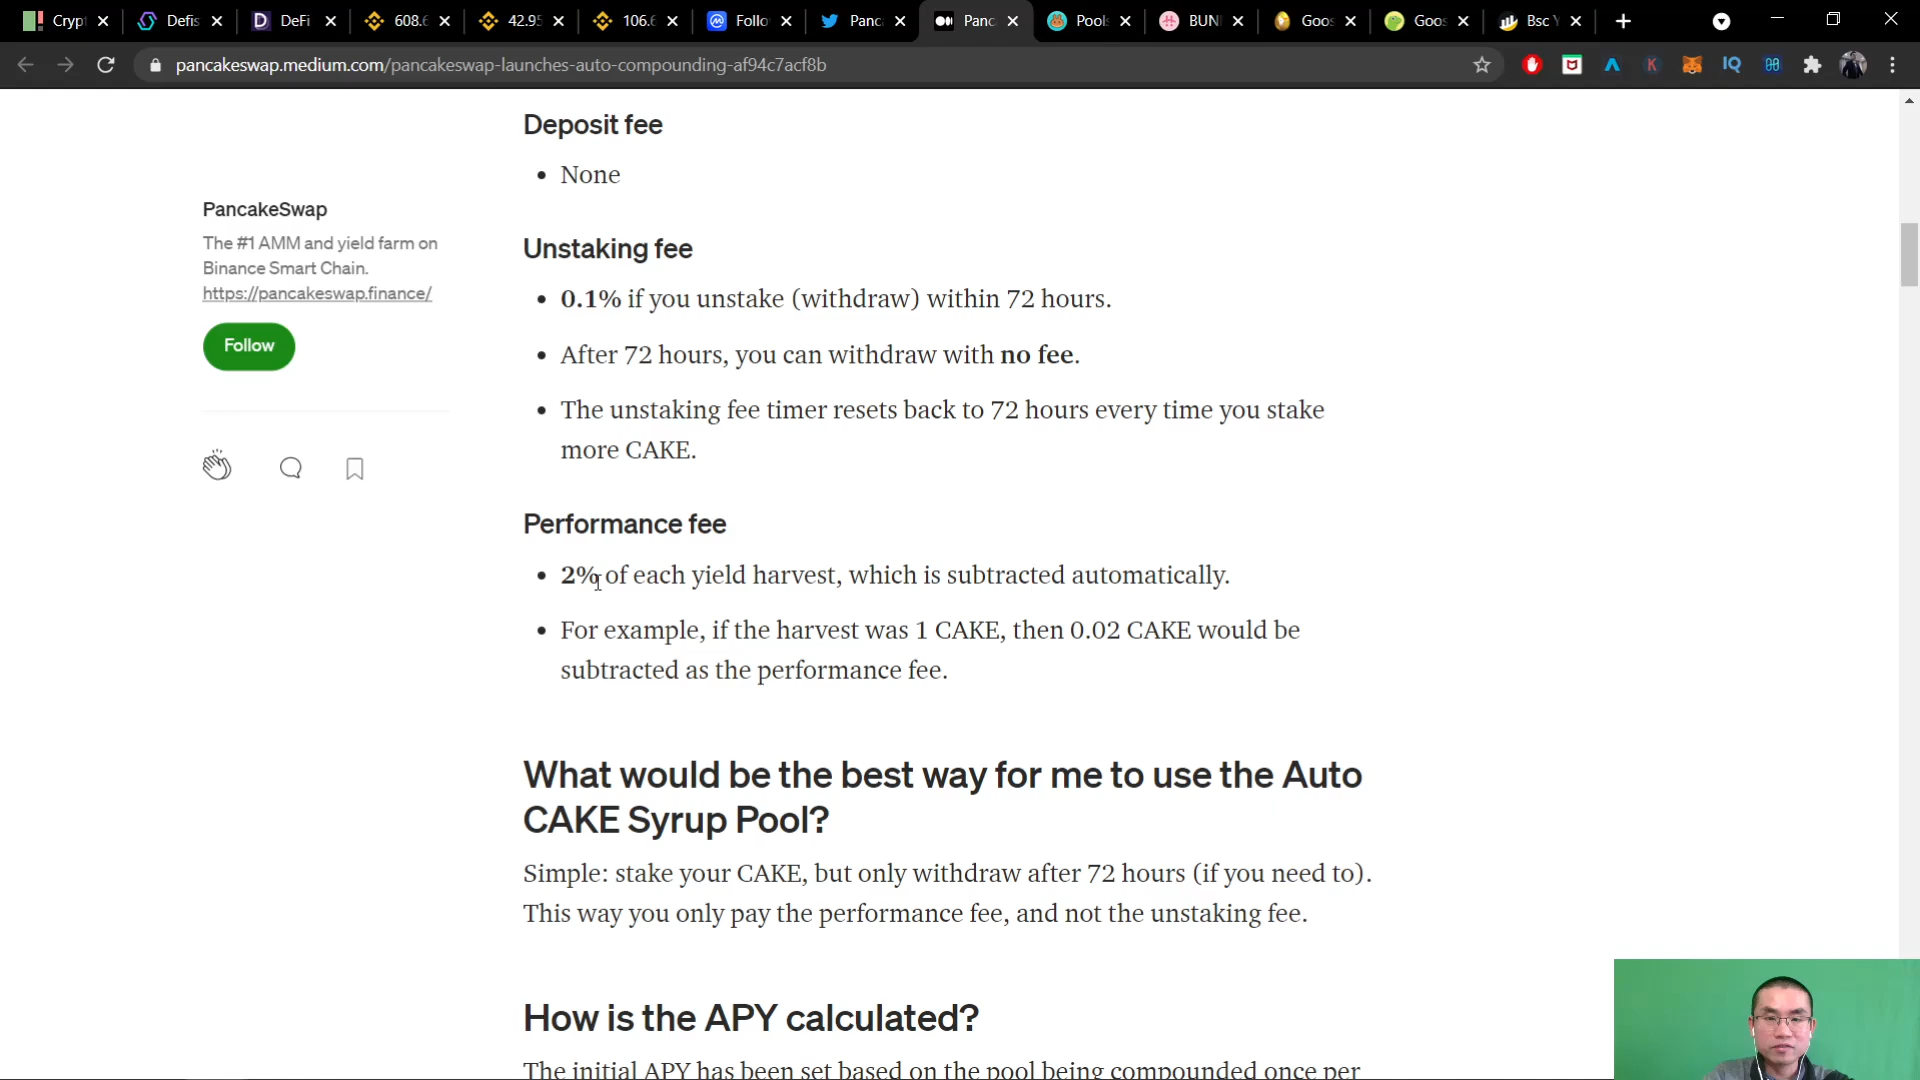 Cryp
Defis
DeFi
608.6
42.95
106.6
Follo
Panc
Panc
Pools
BUNI
Goos
Goos
Bsc Y
pancakeswap.medium.com/pancakeswap-launches-auto-compounding-af94c7acf8b
IQ
K
Deposit fee
• None
PancakeSwap
The #1 AMM and yield farm on
Binance Smart Chain.
https://pancakeswap.finance/
Follow
Unstaking fee
• 0.1% if you unstake (withdraw) within 72 hours.
• After 72 hours, you can withdraw with no fee.
• The unstaking fee timer resets back to 72 hours every time you stake
more CAKE.
Performance fee
• 2% of each yield harvest, which is subtracted automatically.
• For example, if the harvest was 1 CAKE, then 0.02 CAKE would be
subtracted as the performance fee.
What would be the best way for me to use the Auto
CAKE Syrup Pool?
Simple: stake your CAKE, but only withdraw after 72 hours (if you need to).
This way you only pay the performance fee, and not the unstaking fee.
How is the APY calculated?
The initial APY has been set based on the pool being compounded once per